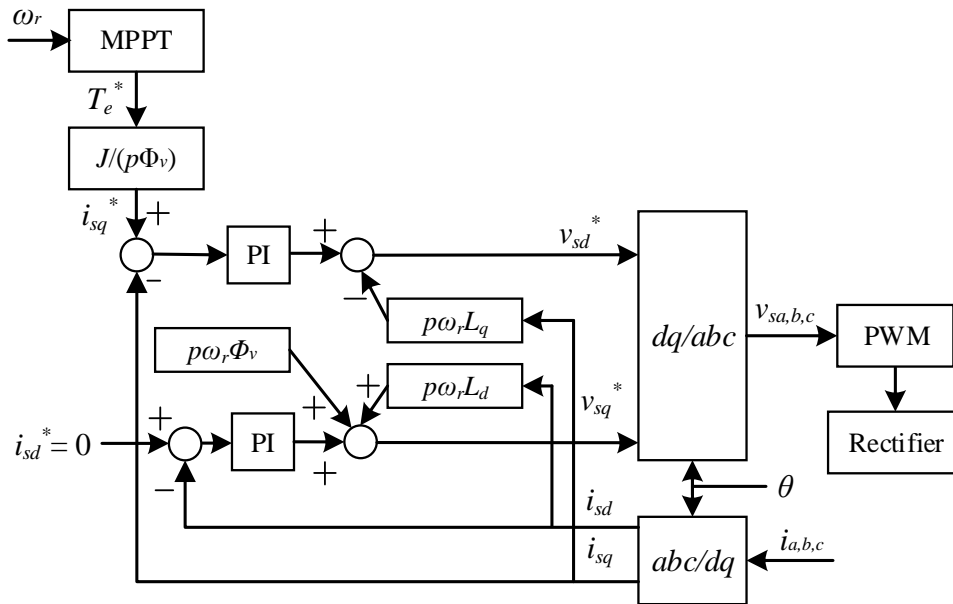 ωr
MPPT
Te*
J/(pΦv)
isq*
+
-
PI
+
−
vsd*
pωrLq
pωrΦv
pωrLd
vsq*
dq/abc
vsa,b,c
PWM
Rectifier
isd*= 0
+
−
PI
+
+
+
θ
isd
isq
abc/dq
ia,b,c